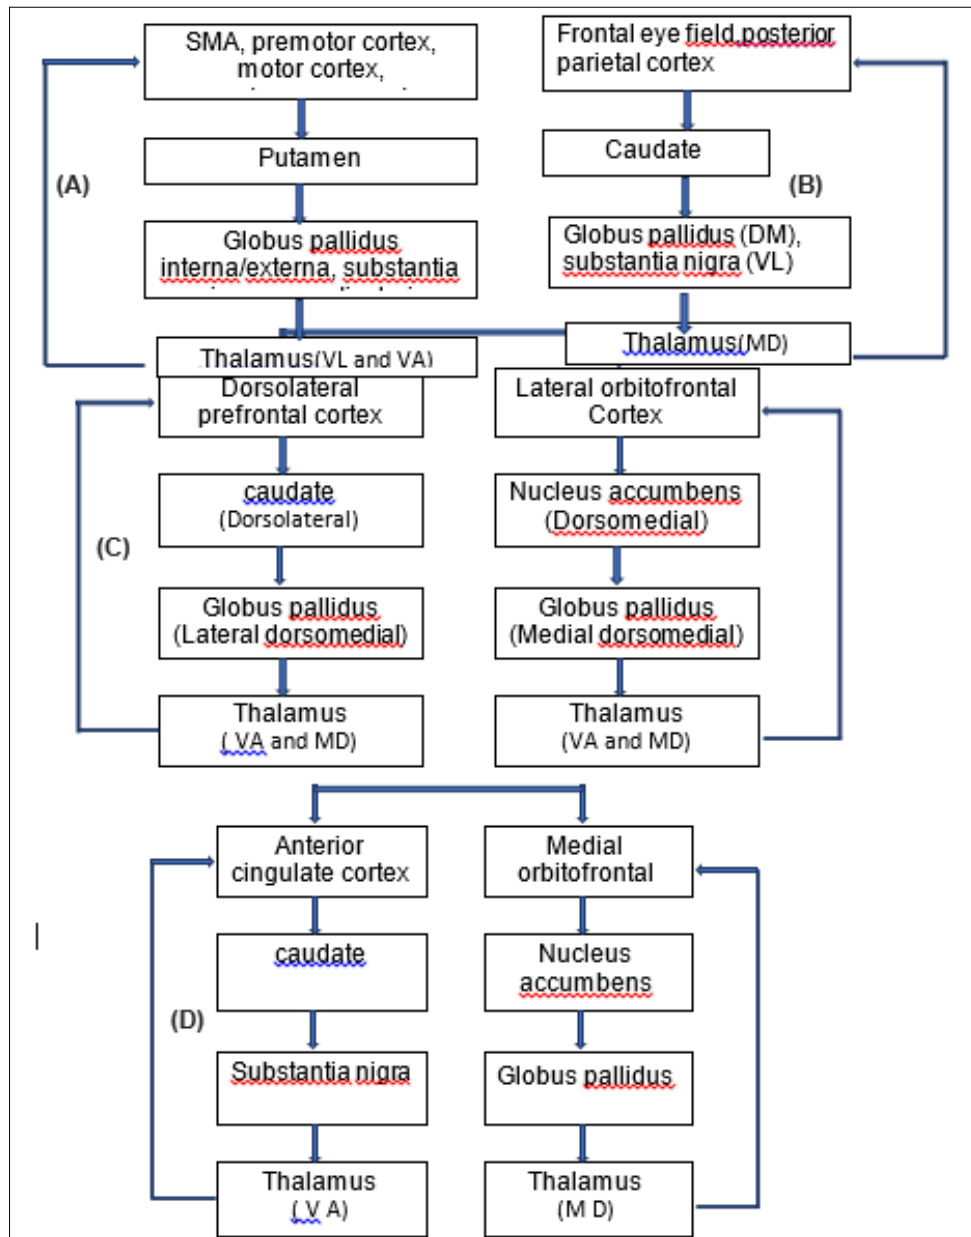 SMA, premotor cortex,
motor cortex,
Putamen
(A)
Globus pallidus
interna/externa, substantia
Thalamus(VL and VA)
Frontal eye field,posterior
parietal cortex
Caudate
(B)
Globus pallidus (DM),
substantia nigra (VL)
Thalamus(MD)
Dorsolateral
prefrontal cortex
caudate
(Dorsolateral)
(C)
Globus pallidus
(Lateral dorsomedial)
Thalamus
( VA and MD)
Lateral orbitofrontal
Cortex
Nucleus accumbens
(Dorsomedial)
Globus pallidus
(Medial dorsomedial)
Thalamus
(VA and MD)
Anterior
cingulate cortex
caudate
(D)
Substantia nigra
Thalamus
( V A)
Medial
orbitofrontal
Nucleus
accumbens
Globus pallidus
Thalamus
(M D)